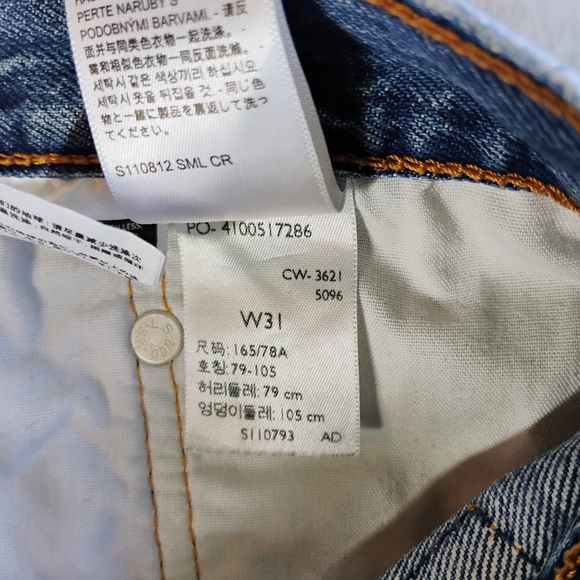 PERTE NARUBY S
PODOBNÝMI BARVAMI. - 请反
面并与同类色衣物一起洗滌。-
需和相似色衣物一同洗滌。-
세탁시 같은 색상끼리 하십시오
세탁시 옷을 뒤집을 것. - 同じ色
物と一緒に製品を裏返して洗っ
てください。
S110812 SML CR
PO- 4100517286
CW- 3621
5096
W31
尺码: 165/78A
호칭: 79-105
허리둘레: 79 cm
엉덩이둘레: 105 cm
S110793 AD